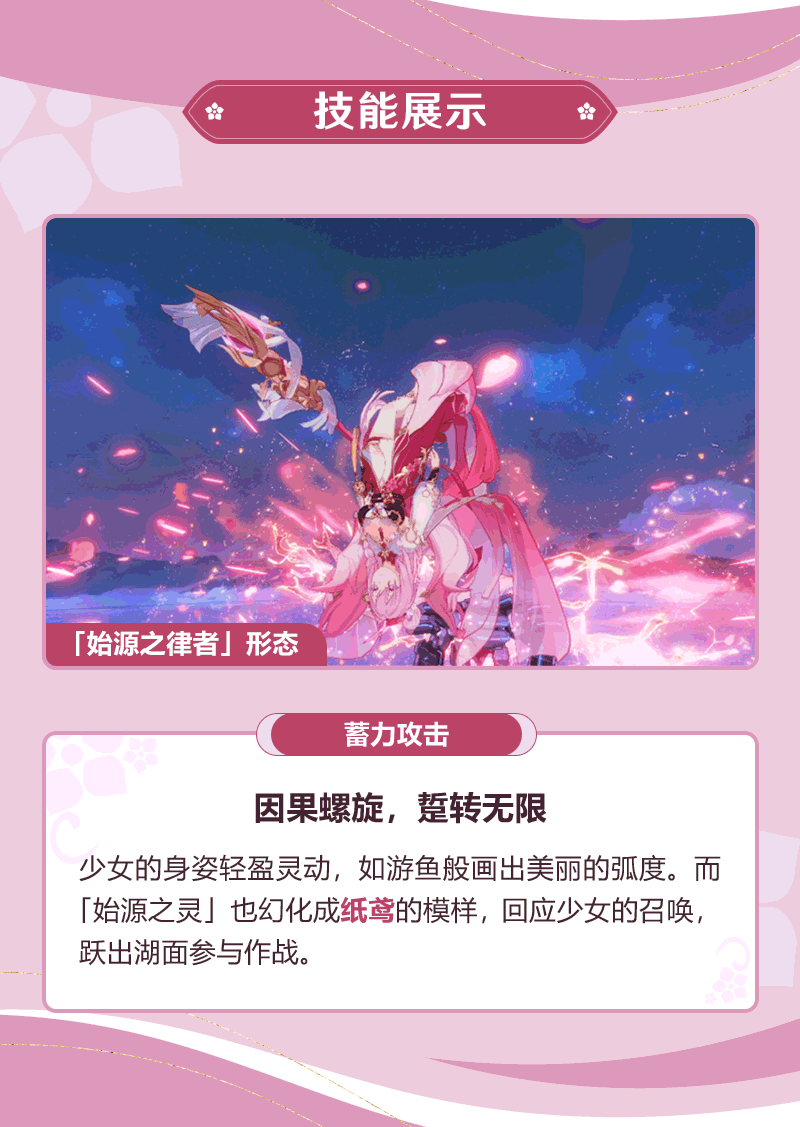 技能展示
「始源之律者」形态
蓄力攻击
因果螺旋，踅转无限
少女的身姿轻盈灵动，如游鱼般画出美丽的弧度。而
「始源之灵」也幻化成纸鸢的模样，回应少女的召唤，
跃出湖面参与作战。